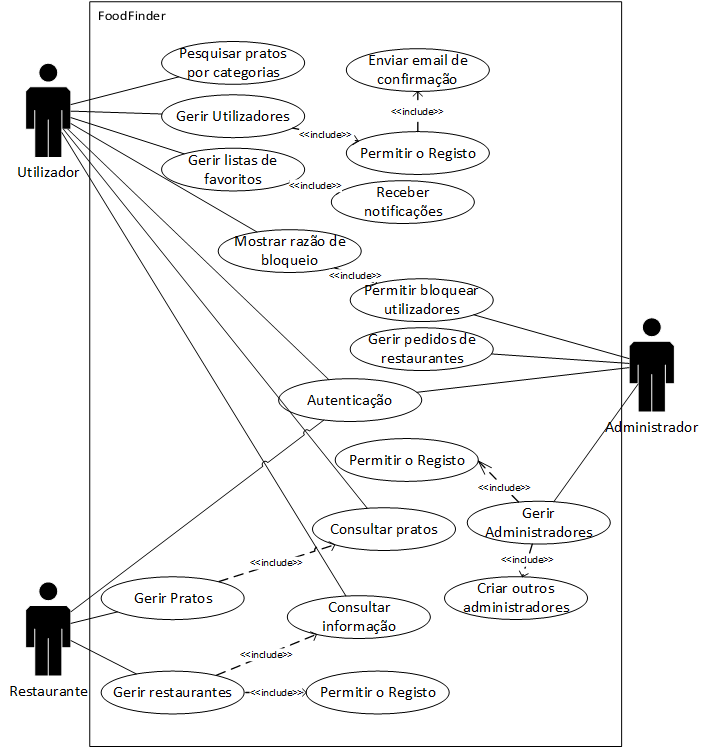 FoodFinder
Pesquisar pratos
por categorias
Enviar email de
confirmação
<<include>>
Gerir Utilizadores
<<include>>
Permitir o Registo
Utilizador
Gerir listas de
favoritos
<<include>>
Receber
notificações
Mostrar razão de
bloqueio
<<include>>
Permitir bloquear
utilizadores
Gerir pedidos de
restaurantes
Autenticação
Administrador
Permitir o Registo
<<include>>
Gerir
Administradores
Consultar pratos
<<include>>
<<include>>
Gerir Pratos
Criar outros
administradores
Consultar
informação
<<include>>
Restaurante
Gerir restaurantes
<<include>>
Permitir o Registo